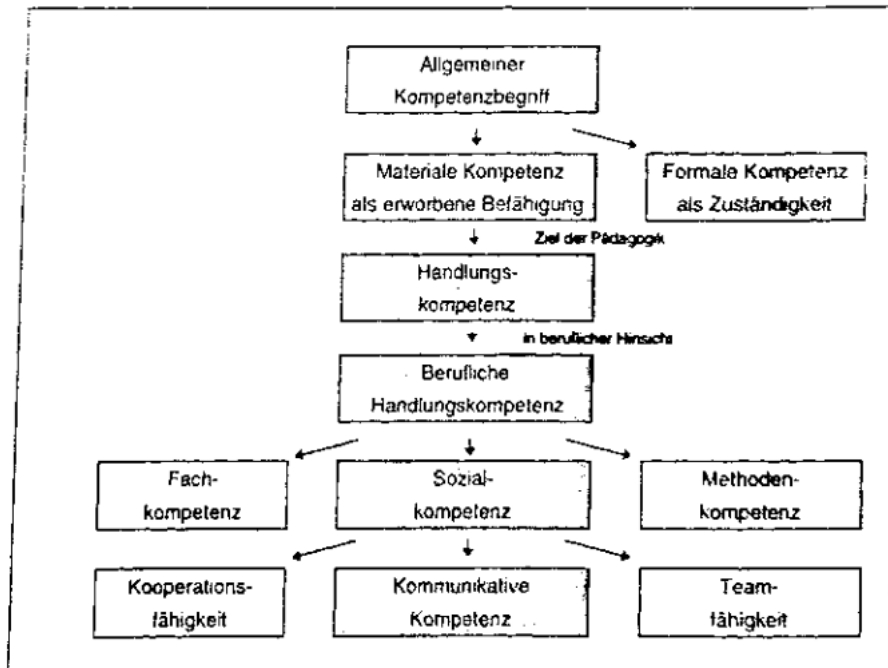 Allgemeiner
Kompetenzbegriff
Materiale Kompetenz
als erworbene Befähigung
Formale Kompetenz
als Zuständigkeit
Ziel der Pädagogik
Handlungs-
kompetenz
in beruflicher Hinsicht
Berufliche
Handlungskompetenz
Fach-
kompetenz
Sozial-
kompetenz
Methoden-
kompetenz
Kooperations-
fähigkeit
Kommunikative
Kompetenz
Team-
fähigkeit